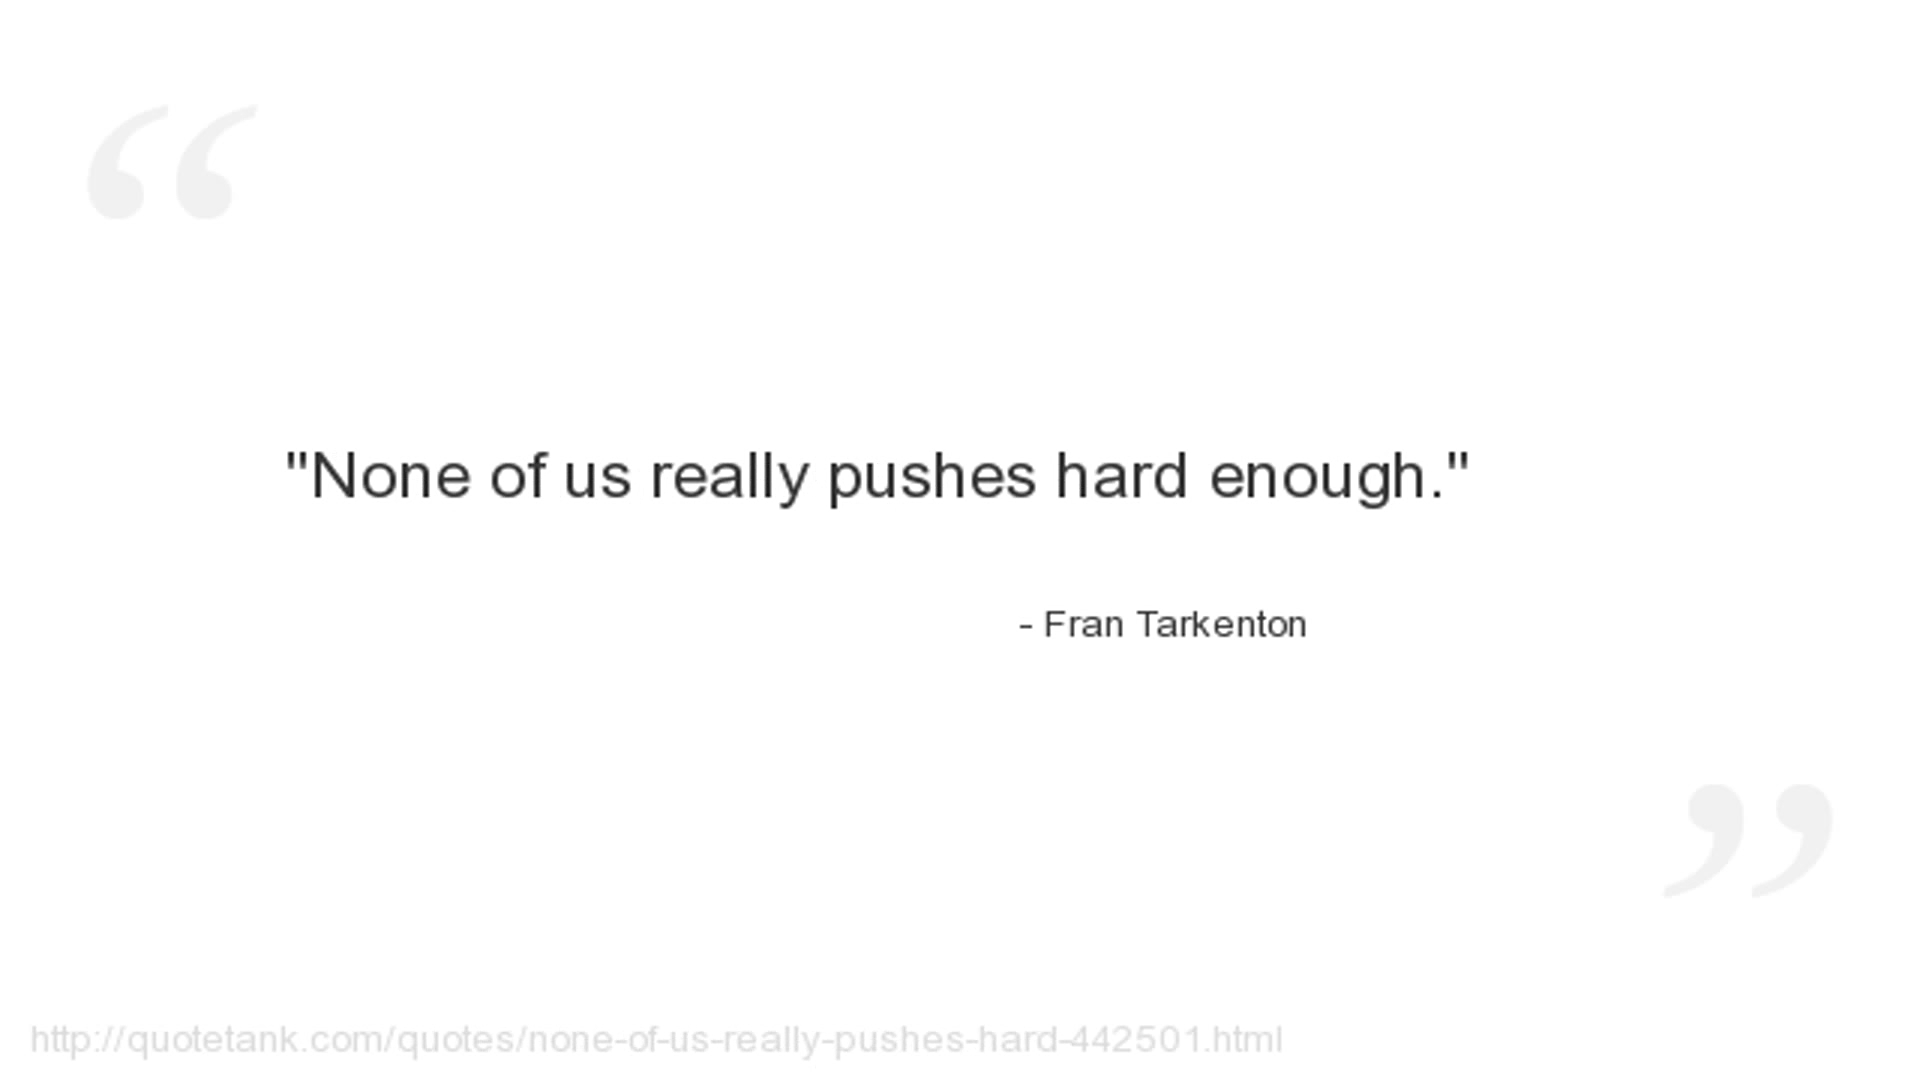 “
"None of us really pushes hard enough."
- Fran Tarkenton
”
http://quotetank.com/quotes/none-of-us-really-pushes-hard-442501.html